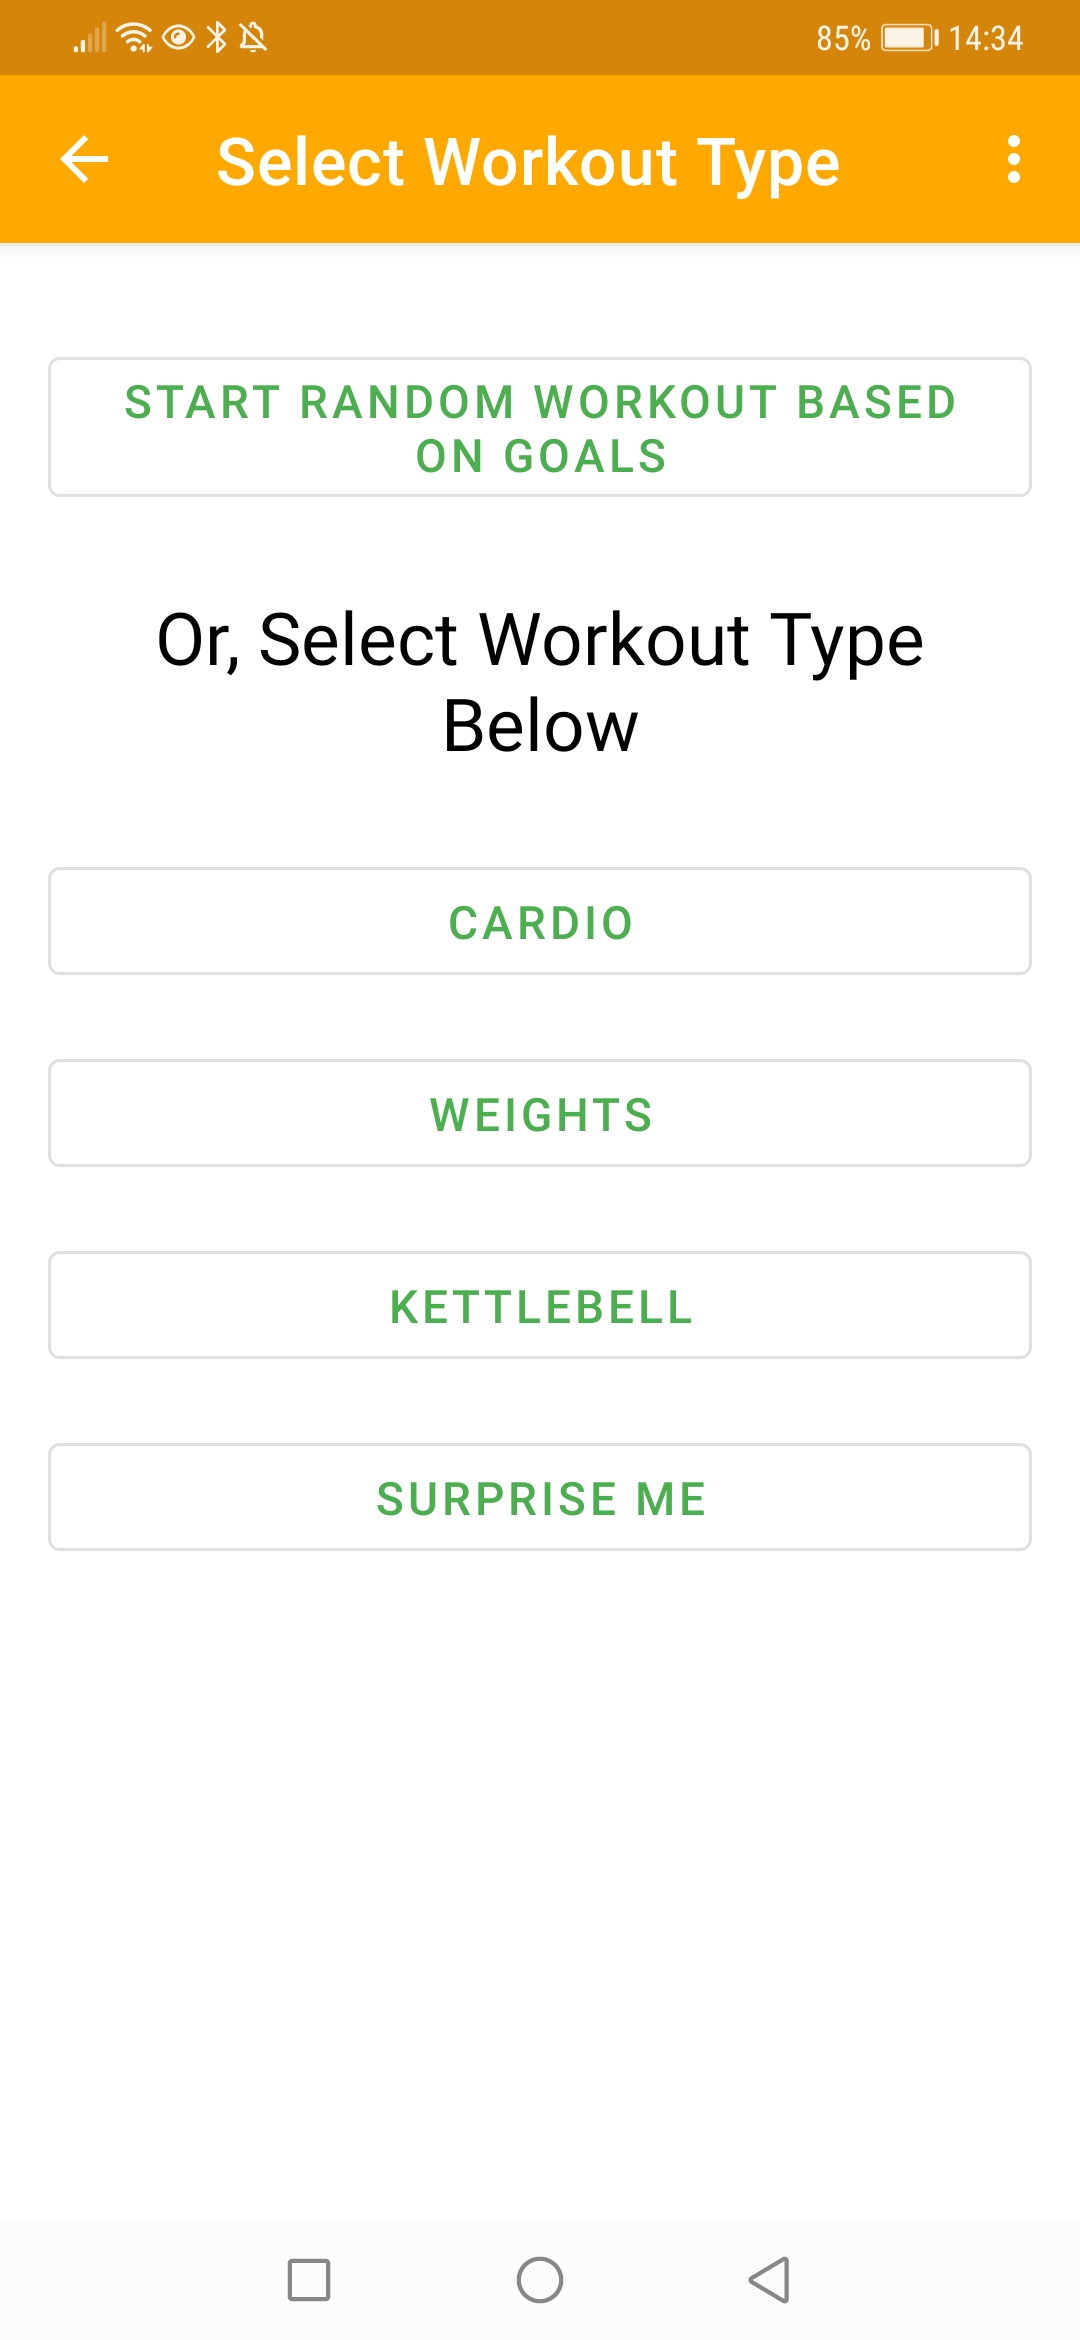 85% 14:34
Select Workout Type
START RANDOM WORKOUT BASED
ON GOALS
Or, Select Workout Type
Below
CARDIO
WEIGHTS
KETTLEBELL
SURPRISE ME